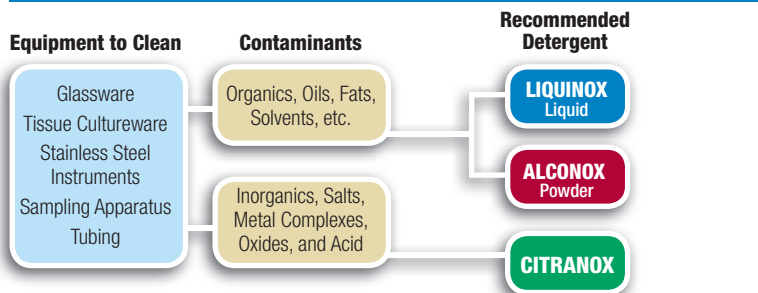 Equipment to Clean
Contaminants
Recommended
Detergent
Glassware
Tissue Cultureware
Stainless Steel
Instruments
Sampling Apparatus
Tubing
Organics, Oils, Fats,
Solvents, etc.
Inorganics, Salts,
Metal Complexes,
Oxides, and Acid
LIQUINOX
Liquid
ALCONOX
Powder
CITRANOX